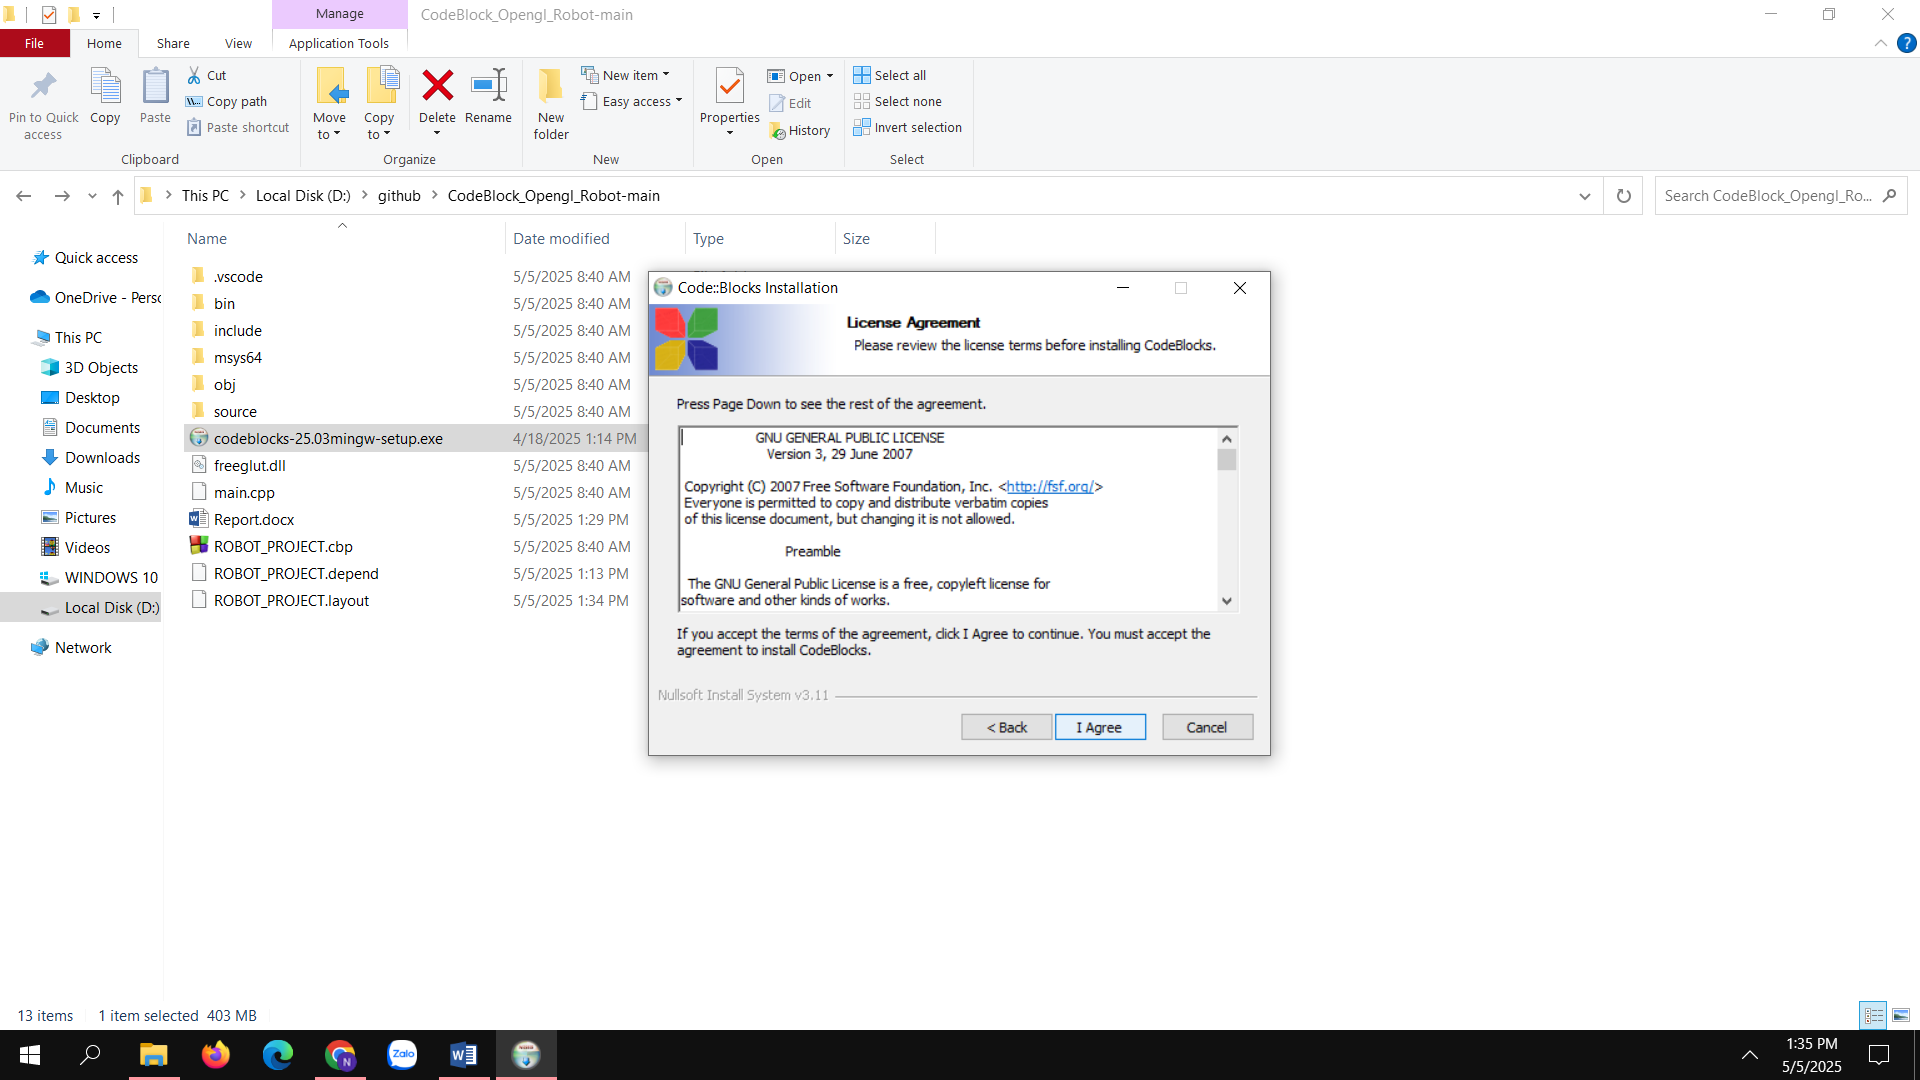 Manage
CodeBlock_Opengl_Robot-main
File
Home
Share
View
Application Tools
Pin to Quick access
Copy
Paste
Cut
Copy path
Paste shortcut
Clipboard
Move to
Copy to
Delete
Rename
Organize
New folder
New item
Easy access
New
Properties
Open
Edit
History
Open
Select all
Select none
Invert selection
Select
This PC
Local Disk (D:)
github
CodeBlock_Opengl_Robot-main
Search CodeBlock_Opengl_Ro...
Name
Date modified
Type
Size
Quick access
OneDrive - Perso
This PC
3D Objects
Desktop
Documents
Downloads
Music
Pictures
Videos
WINDOWS 10
Local Disk (D:)
Network
.vscode 5/5/2025 8:40 AM
bin 5/5/2025 8:40 AM
include 5/5/2025 8:40 AM
msys64 5/5/2025 8:40 AM
obj 5/5/2025 8:40 AM
source 5/5/2025 8:40 AM
codeblocks-25.03mingw-setup.exe 4/18/2025 1:14 PM
freeglut.dll 5/5/2025 8:40 AM
main.cpp 5/5/2025 8:40 AM
Report.docx 5/5/2025 1:29 PM
ROBOT_PROJECT.cbp 5/5/2025 8:40 AM
ROBOT_PROJECT.depend 5/5/2025 1:13 PM
ROBOT_PROJECT.layout 5/5/2025 1:34 PM
Code::Blocks Installation
License Agreement
Please review the license terms before installing CodeBlocks.
Press Page Down to see the rest of the agreement.
GNU GENERAL PUBLIC LICENSE
Version 3, 29 June 2007
Copyright (C) 2007 Free Software Foundation, Inc. <http://fsf.org/>
Everyone is permitted to copy and distribute verbatim copies
of this license document, but changing it is not allowed.
Preamble
The GNU General Public License is a free, copyleft license for
software and other kinds of works.
If you accept the terms of the agreement, click I Agree to continue. You must accept the
agreement to install CodeBlocks.
Nullsoft Install System v3.11
< Back
I Agree
Cancel
13 items
1 item selected 403 MB
Zalo
1:35 PM
5/5/2025